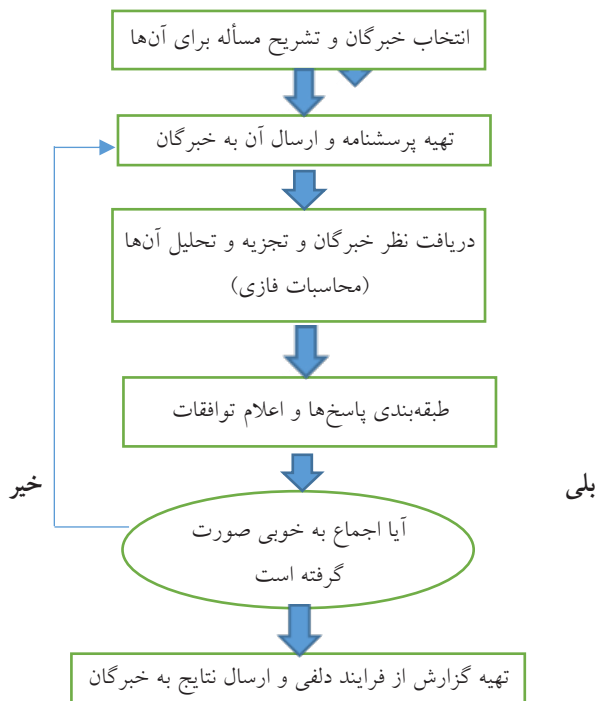 انتخاب خبرگان و تشریح مسأله برای آن‌ها
تهیه پرسشنامه و ارسال آن به خبرگان
دریافت نظر خبرگان و تجزیه و تحلیل آن‌ها
(محاسبات فازی)
طبقه‌بندی پاسخ‌ها و اعلام توافقات
بلی
خیر
آیا اجماع به خوبی صورت
گرفته است
تهیه گزارش از فرایند دلفی و ارسال نتایج به خبرگان